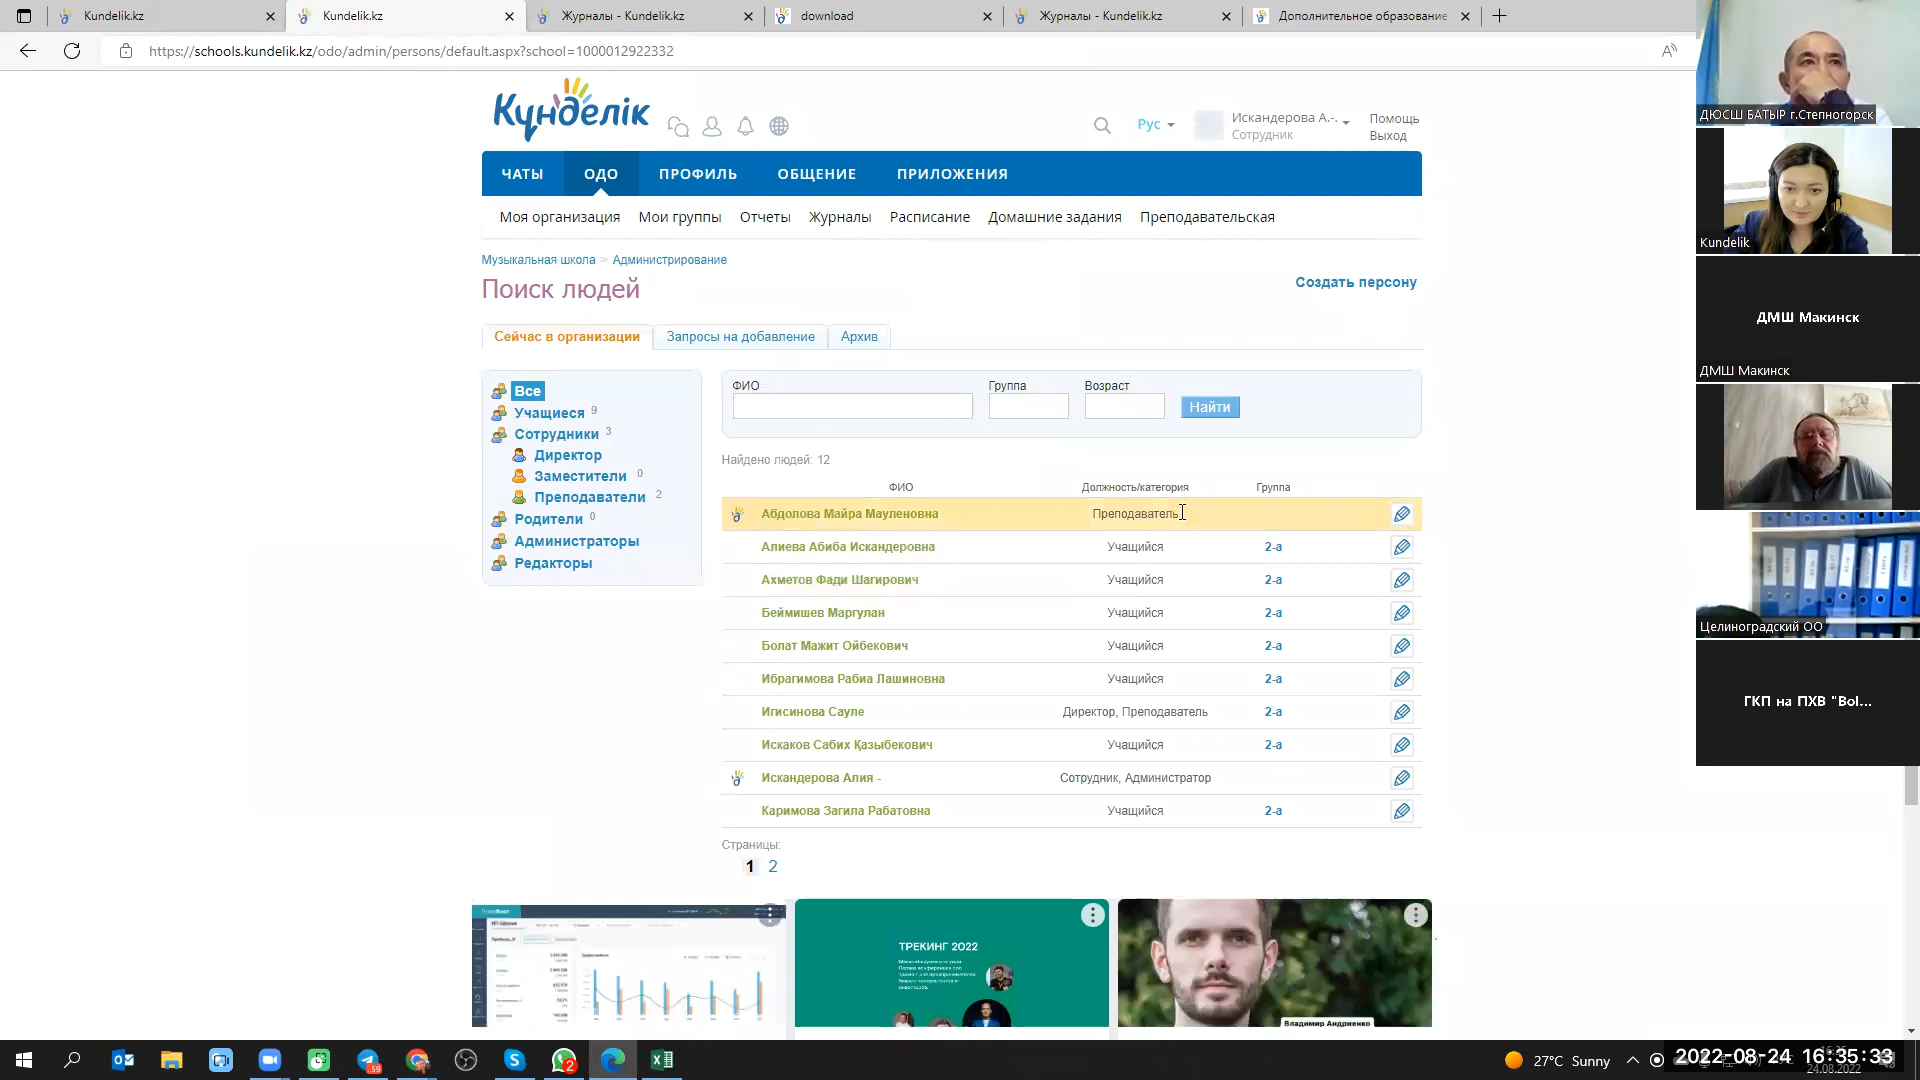 Kundelik.kz
Kundelik.kz
Журналы - Kundelik.kz
download
Журналы - Kundelik.kz
Дополнительное образование
https://schools.kundelik.kz/odo/admin/persons/default.aspx?school=1000012922332
Күнделік
Рус
Искандерова А.-.
Сотрудник
Помощь
Выход
ЧАТЫ ОДО ПРОФИЛЬ ОБЩЕНИЕ ПРИЛОЖЕНИЯ
Моя организация Мои группы Отчеты Журналы Расписание Домашние задания Преподавательская
Музыкальная школа > Администрирование
Поиск людей
Создать персону
Сейчас в организации Запросы на добавление Архив
Все
Учащиеся 9
Сотрудники 3
Директор
Заместители 0
Преподаватели 2
Родители 0
Администраторы
Редакторы
ФИО Группа Возраст
Найти
Найдено людей: 12
ФИО Должность/категория Группа
Абдолова Майра Мауленовна Преподаватель
Алиева Абиба Искандеровна Учащийся 2-а
Ахметов Фади Шагирович Учащийся 2-а
Беймишев Маргулан Учащийся 2-а
Болат Мажит Ойбекович Учащийся 2-а
Ибрагимова Рабиа Лашиновна Учащийся 2-а
Игисинова Сауле Директор, Преподаватель 2-а
Искаков Сабих Қазыбекович Учащийся 2-а
Искандерова Алия - Сотрудник, Администратор
Каримова Загила Рабатовна Учащийся 2-а
Страницы:
1 2
ТРЕКИНГ 2022
Владимир Андриенко
ДЮСШ БАТЫР г.Степногорск
Kundelik
ДМШ Макинск
ДМШ Макинск
Целиноградский ОО
ГКП на ПХВ "Bol...
59
2
27°C Sunny
2022-08-24 16:35:33
24.08.2022